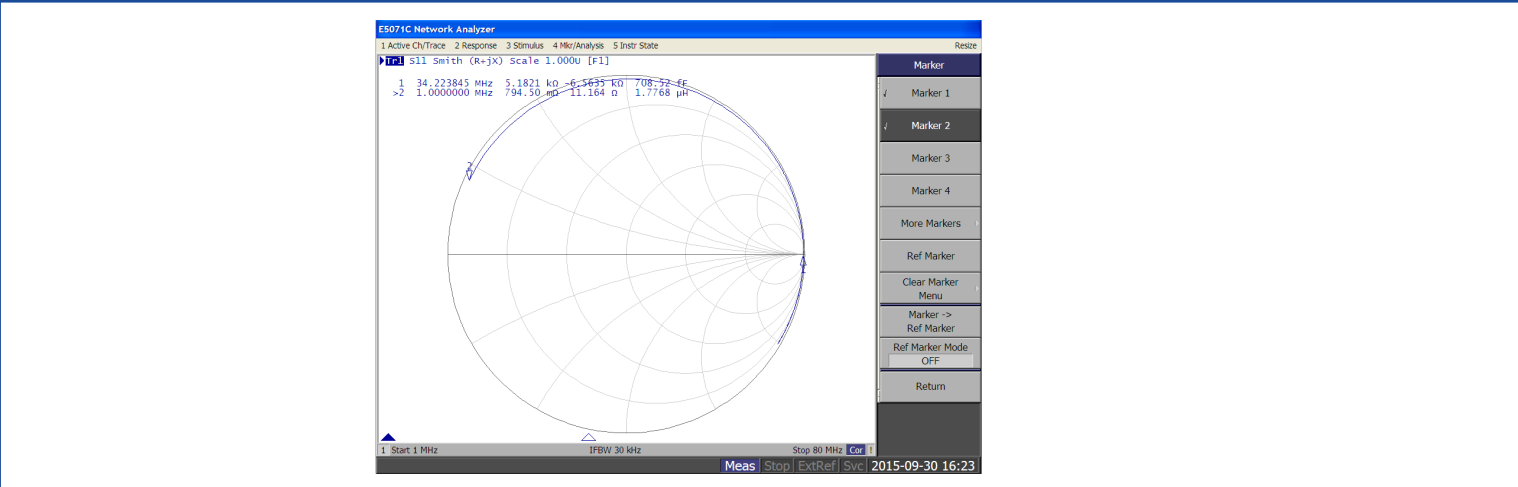 E5071C Network Analyzer
1 Active Ch/Trace 2 Response 3 Stimulus 4 Mkr/Analysis 5 Instr State Resize
Tr1 S11 Smith (R+jX) Scale 1.000U [F1]
1 34.223845 MHz 5.1821 kΩ -6.5635 kΩ 708.52 fF
>2 1.0000000 MHz 794.50 mΩ 11.164 Ω 1.7768 μH
2
1
Marker
Marker 1
Marker 2
Marker 3
Marker 4
More Markers
Ref Marker
Clear Marker
Menu
Marker ->
Ref Marker
Ref Marker Mode
OFF
Return
1 Start 1 MHz IFBW 30 kHz Stop 80 MHz Cor !
Meas Stop ExtRef Svc 2015-09-30 16:23